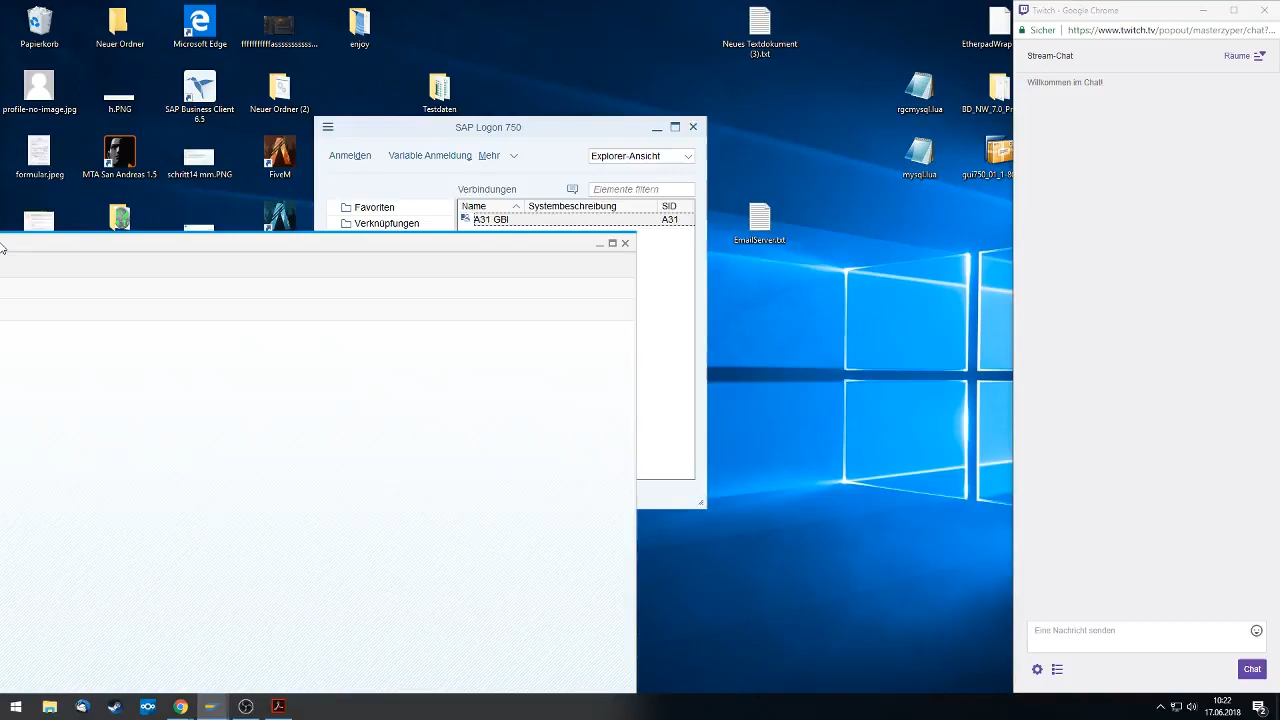 Papierkorb
Neuer Ordner
Microsoft Edge
fffffffffffasssssssss...
enjoy
Neues Textdokument
(3).txt
EtherpadWrap
profile-no-image.jpg
h.PNG
SAP Business Client
6.5
Neuer Ordner (2)
Testdaten
rgcmysql.lua
BD_NW_7.0_Pr
formular.jpeg
MTA San Andreas 1.5
schritt14 mm.PNG
FiveM
mysql.lua
gui750_01_1-80
EmailServer.txt
SAP Logon 750
Anmelden
Variable Anmeldung
Mehr
Explorer-Ansicht
Verbindungen
Elemente filtern
Favoriten
Verknüpfungen
Name
Systembeschreibung
SID
A31 GBI
A31
Twitch - Google Chrome
Sicher
https://www.twitch.tv/popout/masterzyper/chat?...
Stream-Chat
Räume
Willkommen im Chat!
Eine Nachricht senden
Chat
10:22
17.06.2018
2